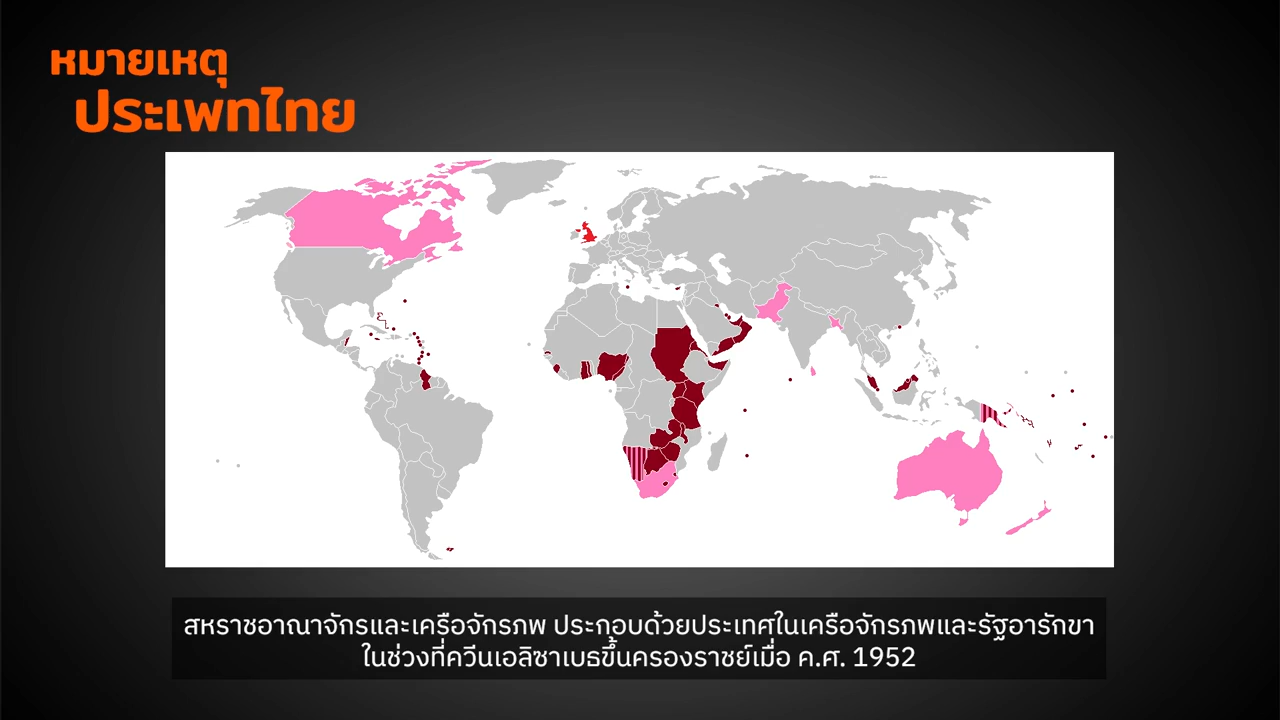 หมายเหตุ
ประเพทไทย
สหราชอาณาจักรและเครือจักรภพ ประกอบด้วยประเทศในเครือจักรภพและรัฐอารักขา
ในช่วงที่ควีนเอลิซาเบธขึ้นครองราชย์เมื่อ ค.ศ. 1952